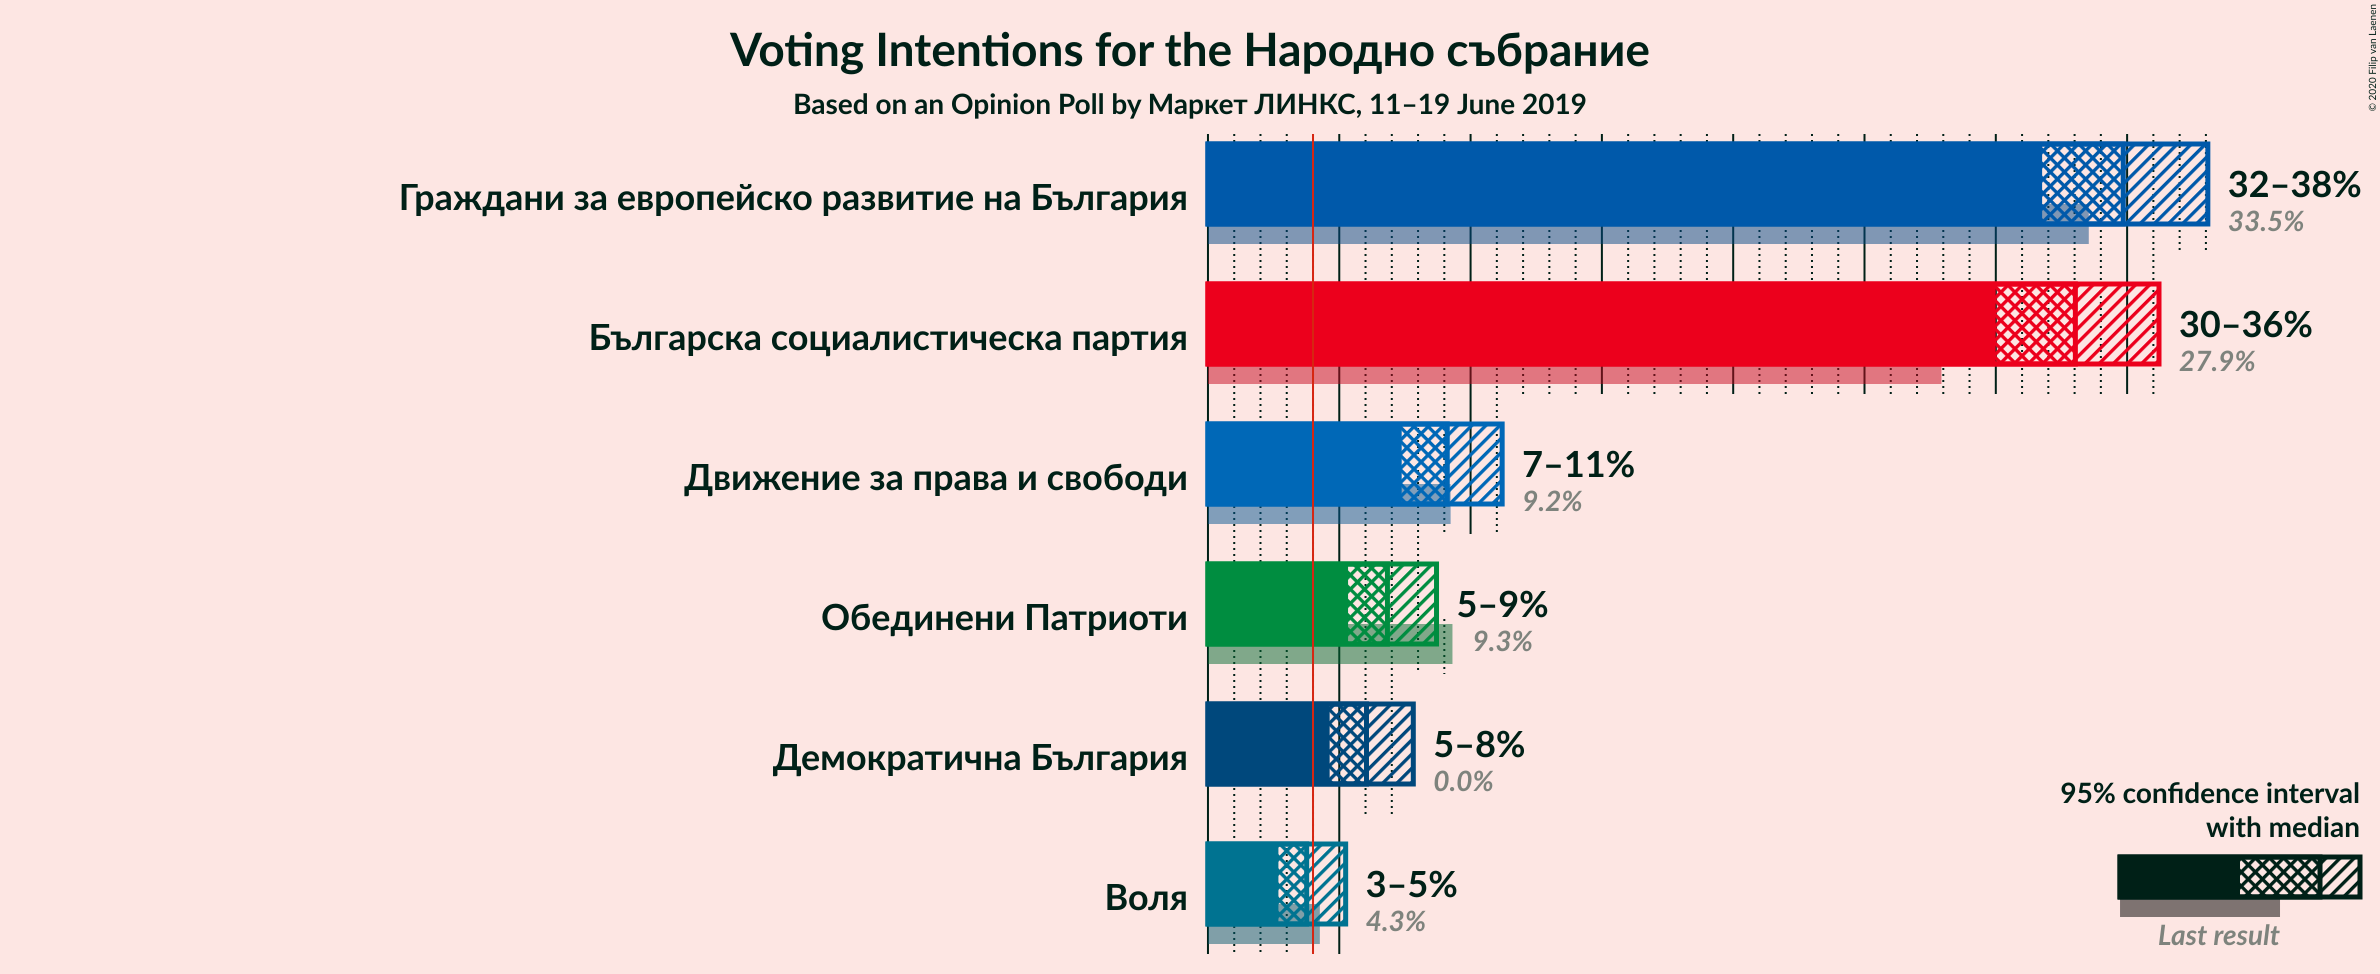 Voting Intentions for the Народно събрание
Based on an Opinion Poll by Маркет ЛИНКС, 11–19 June 2019
© 2020 Filip van Laenen
Граждани за европейско развитие на България
32–38%
33.5%
Българска социалистическа партия
30–36%
27.9%
Движение за права и свободи
7–11%
9.2%
Обединени Патриоти
5–9%
9.3%
Демократична България
5–8%
0.0%
Воля
3–5%
4.3%
95% confidence interval
with median
Last result